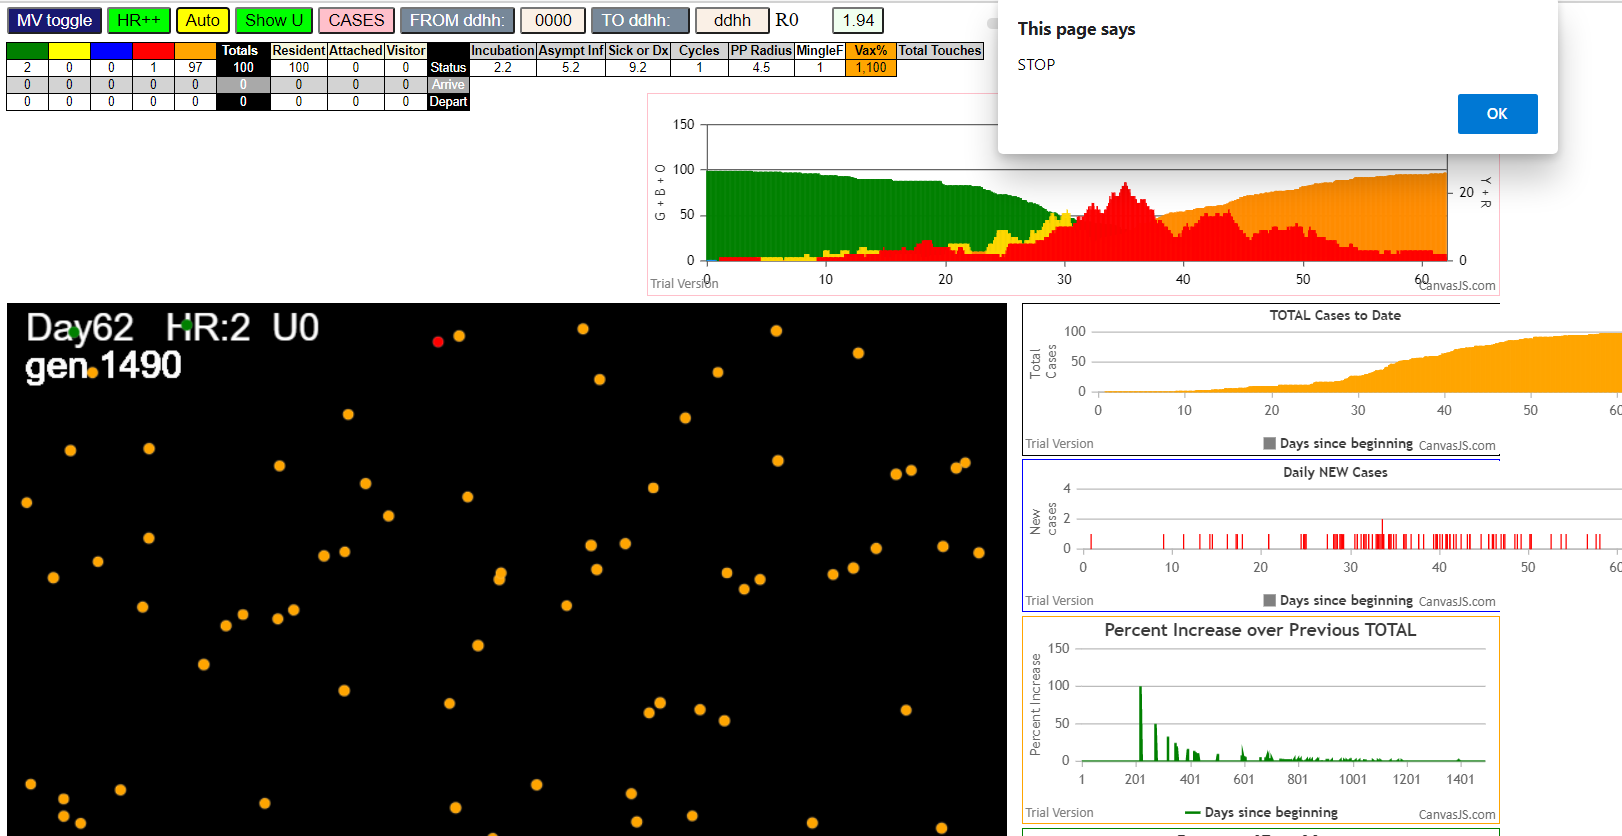 MV toggle HR++ Auto Show U CASES FROM ddhh: 0000 TO ddhh: ddhh R0 1.94
This page says
STOP
OK
Totals Resident Attached Visitor Incubation Asympt Inf Sick or Dx Cycles PP Radius MingleF Vax% Total Touches
2 0 0 1 97 100 100 0 0 Status 2.2 5.2 9.2 1 4.5 1 1,100
0 0 0 0 0 0 0 0 0 Arrive
0 0 0 0 0 0 0 0 0 Depart
150
100
50
0
G + B + O
20
0
Y + R
0 10 20 30 40 50 60
Trial Version CanvasJS.com
Day62 HR:2 U0
gen 1490
TOTAL Cases to Date
Total
Cases
100
50
0
0 10 20 30 40 50 60
Days since beginning
Trial Version CanvasJS.com
Daily NEW Cases
New
cases
4
2
0
0 10 20 30 40 50
Days since beginning
Trial Version CanvasJS.com
Percent Increase over Previous TOTAL
Percent Increase
150
100
50
0
1 201 401 601 801 1001 1201 1401
Days since beginning
Trial Version CanvasJS.com